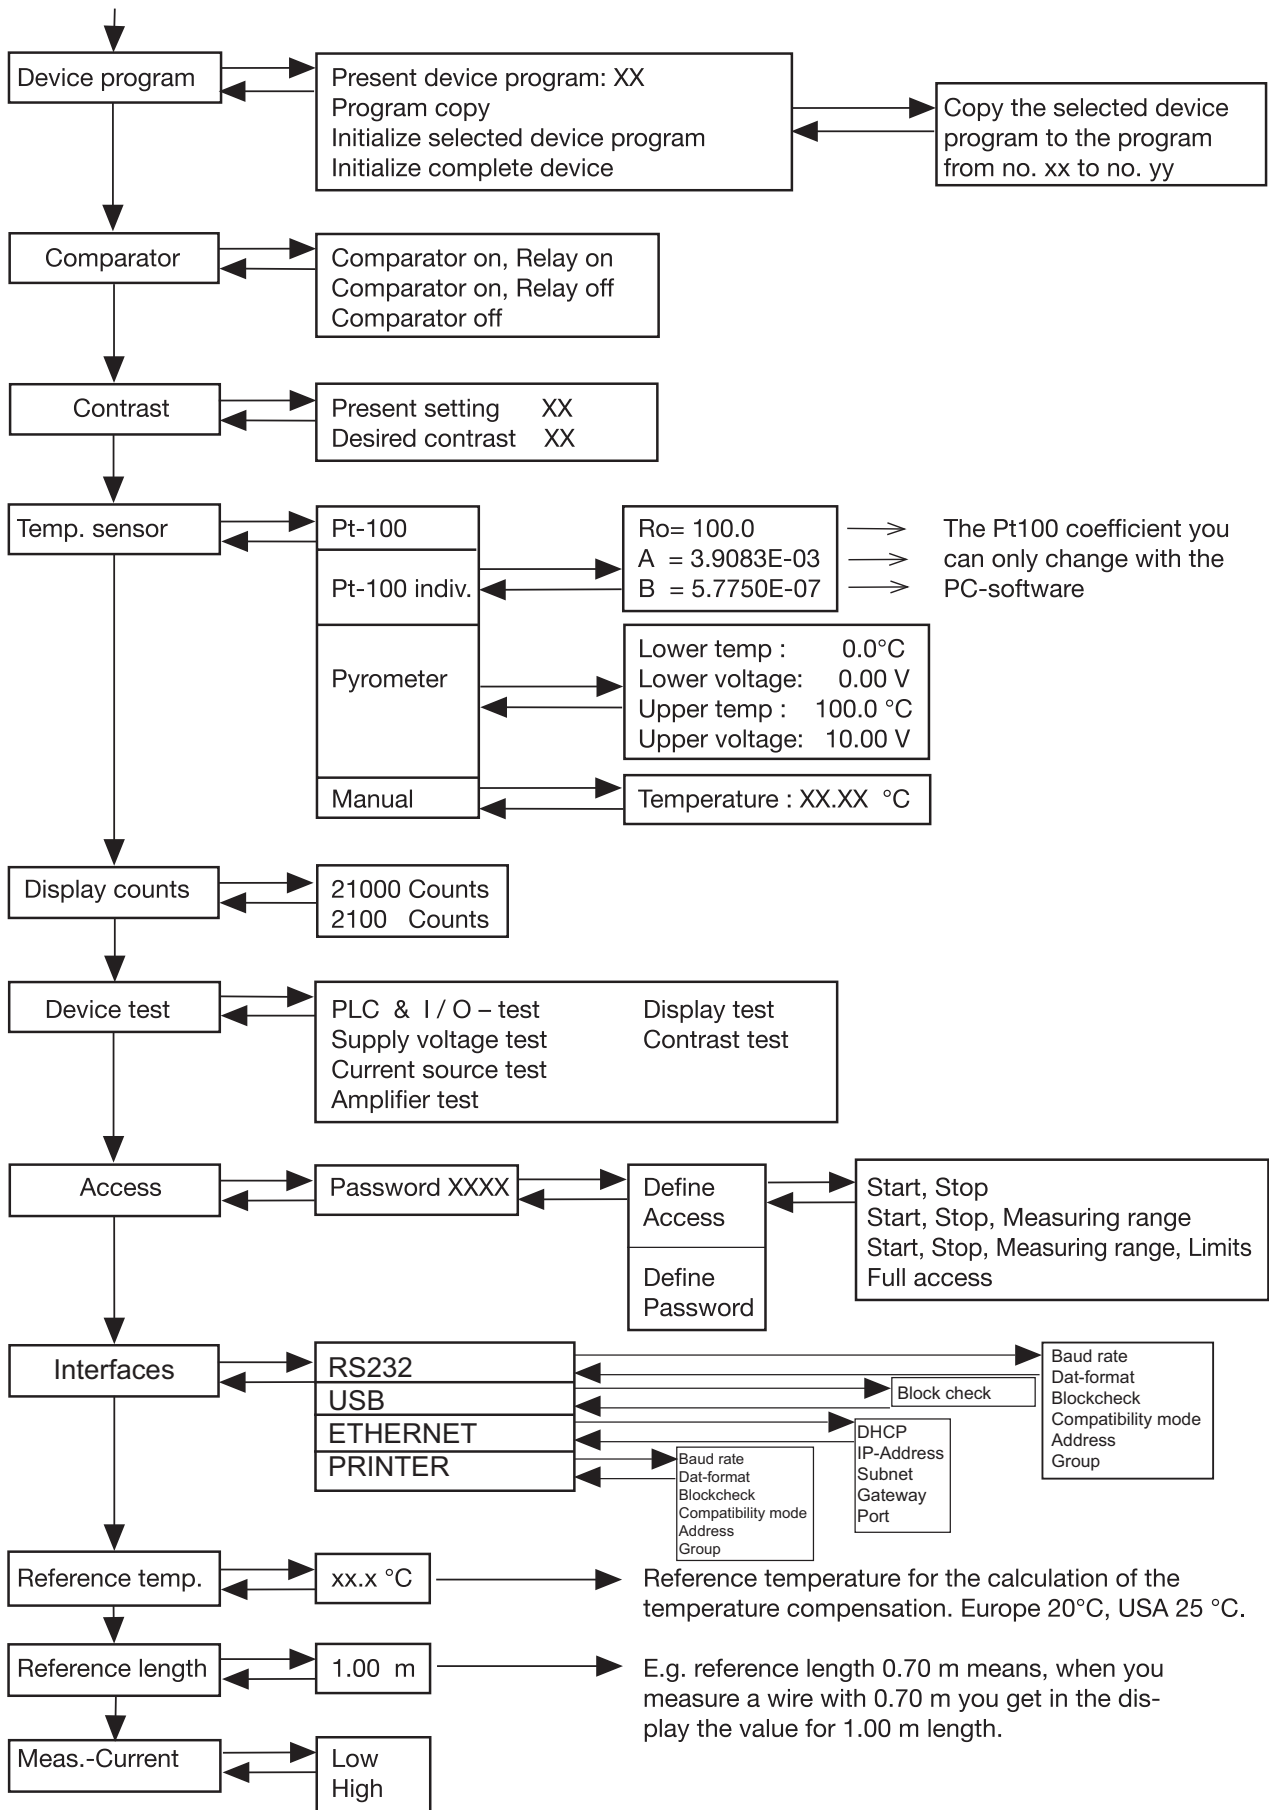 Device program
Present device program: XX
Program copy
Initialize selected device program
Initialize complete device
Copy the selected device
program to the program
from no. xx to no. yy
Comparator
Comparator on, Relay on
Comparator on, Relay off
Comparator off
Contrast
Present setting XX
Desired contrast XX
Temp. sensor
Pt-100
Pt-100 indiv.
Ro= 100.0
A = 3.9083E-03
B = 5.7750E-07
The Pt100 coefficient you
can only change with the
PC-software
Pyrometer
Lower temp : 0.0°C
Lower voltage: 0.00 V
Upper temp : 100.0 °C
Upper voltage: 10.00 V
Manual
Temperature : XX.XX °C
Display counts
21000 Counts
2100 Counts
Device test
PLC & I / O – test
Supply voltage test
Current source test
Amplifier test
Display test
Contrast test
Access
Password XXXX
Define
Access
Define
Password
Start, Stop
Start, Stop, Measuring range
Start, Stop, Measuring range, Limits
Full access
Interfaces
RS232
USB
ETHERNET
PRINTER
Baud rate
Dat-format
Blockcheck
Compatibility mode
Address
Group
Block check
DHCP
IP-Address
Subnet
Gateway
Port
Baud rate
Dat-format
Blockcheck
Compatibility mode
Address
Group
Reference temp.
xx.x °C
Reference temperature for the calculation of the
temperature compensation. Europe 20°C, USA 25 °C.
Reference length
1.00 m
E.g. reference length 0.70 m means, when you
measure a wire with 0.70 m you get in the dis-
play the value for 1.00 m length.
Meas.-Current
Low
High